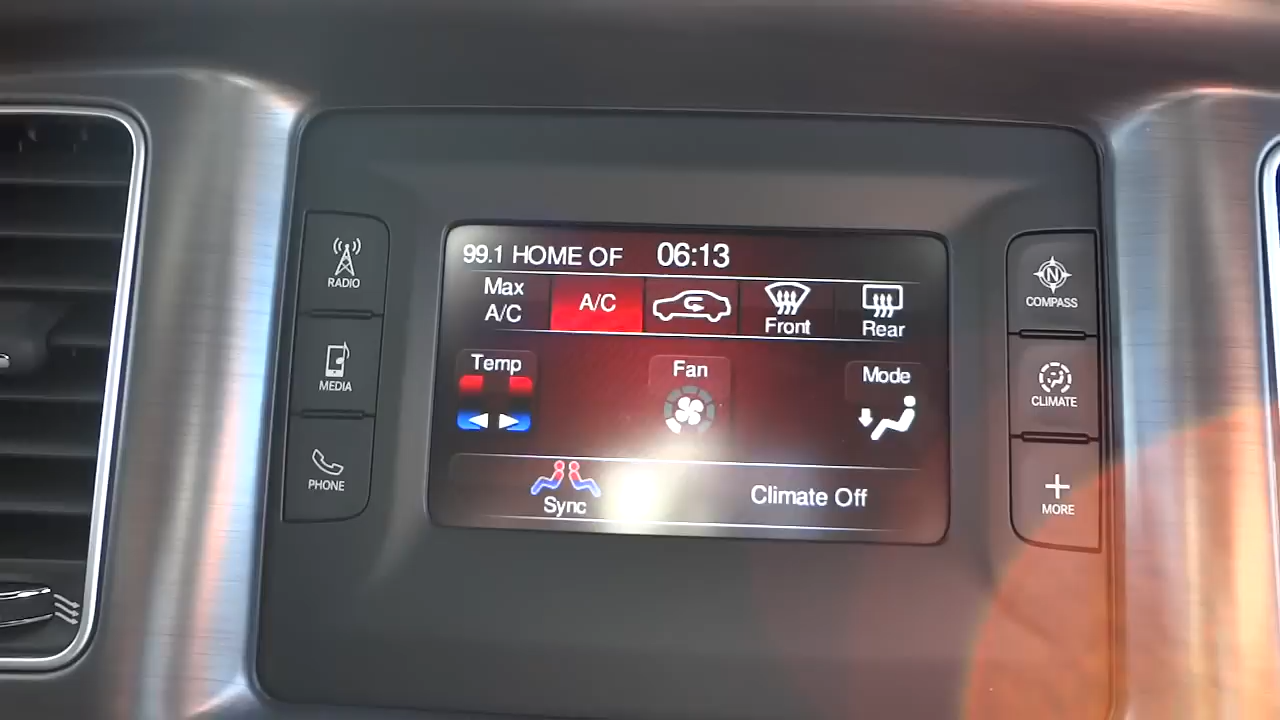 99.1 HOME OF 06:13
Max
A/C
A/C
Front
Rear
Temp
Fan
Mode
Sync
Climate Off
RADIO
MEDIA
PHONE
N
COMPASS
CLIMATE
MORE